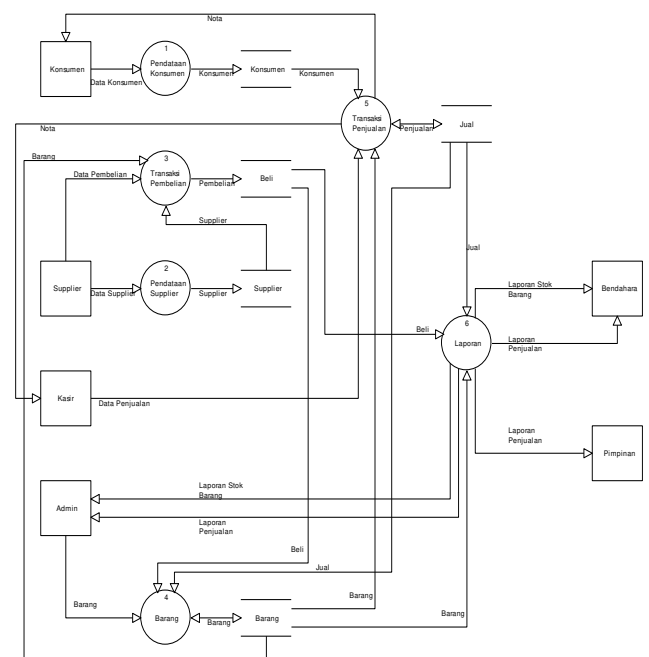 Nota
1
Pendataan
Konsumen
Konsumen
Data Konsumen
Konsumen
Konsumen
Konsumen
5
Transaksi
Penjualan
Penjualan
Jual
Nota
Barang
3
Transaksi
Pembelian
Data Pembelian
Pembelian
Beli
Supplier
2
Pendataan
Supplier
Supplier
Data Supplier
Supplier
Supplier
Jual
Laporan Stok
Barang
Bendahara
6
Laporan
Beli
Laporan
Penjualan
Kasir
Data Penjualan
Laporan
Penjualan
Pimpinan
Laporan Stok
Barang
Admin
Laporan
Penjualan
Beli
Jual
4
Barang
Barang
Barang
Barang
Barang
Barang